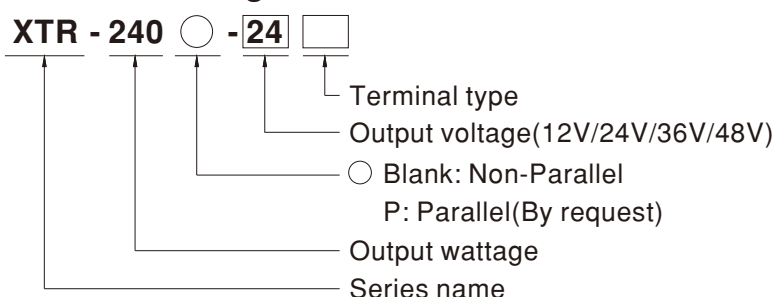 XTR - 240 ○ - 24 □
Terminal type
Output voltage(12V/24V/36V/48V)
○ Blank: Non-Parallel
P: Parallel(By request)
Output wattage
Series name